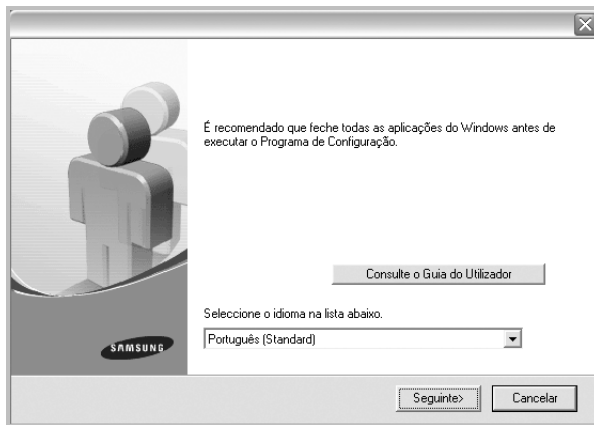 É recomendado que feche todas as aplicações do Windows antes de
executar o Programa de Configuração.
Consulte o Guia do Utilizador
Seleccione o idioma na lista abaixo.
Português (Standard)
SAMSUNG
Seguinte>
Cancelar